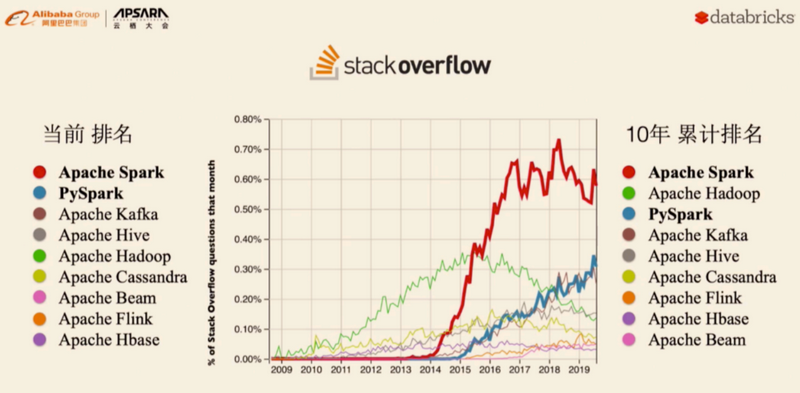 Alibaba Group
阿里巴巴集团
APSARA
云栖大会
databricks
stack overflow
当前 排名
Apache Spark
PySpark
Apache Kafka
Apache Hive
Apache Hadoop
Apache Cassandra
Apache Beam
Apache Flink
Apache Hbase
% of Stack Overflow questions that month
0.80%
0.70%
0.60%
0.50%
0.40%
0.30%
0.20%
0.10%
0.00%
2009 2010 2011 2012 2013 2014 2015 2016 2017 2018 2019
10年 累计排名
Apache Spark
Apache Hadoop
PySpark
Apache Kafka
Apache Hive
Apache Cassandra
Apache Flink
Apache Hbase
Apache Beam